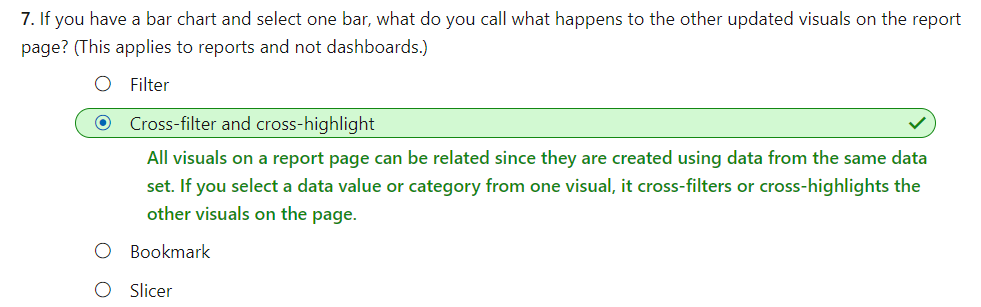 7. If you have a bar chart and select one bar, what do you call what happens to the other updated visuals on the report
page? (This applies to reports and not dashboards.)
Filter
Cross-filter and cross-highlight
All visuals on a report page can be related since they are created using data from the same data
set. If you select a data value or category from one visual, it cross-filters or cross-highlights the
other visuals on the page.
Bookmark
Slicer